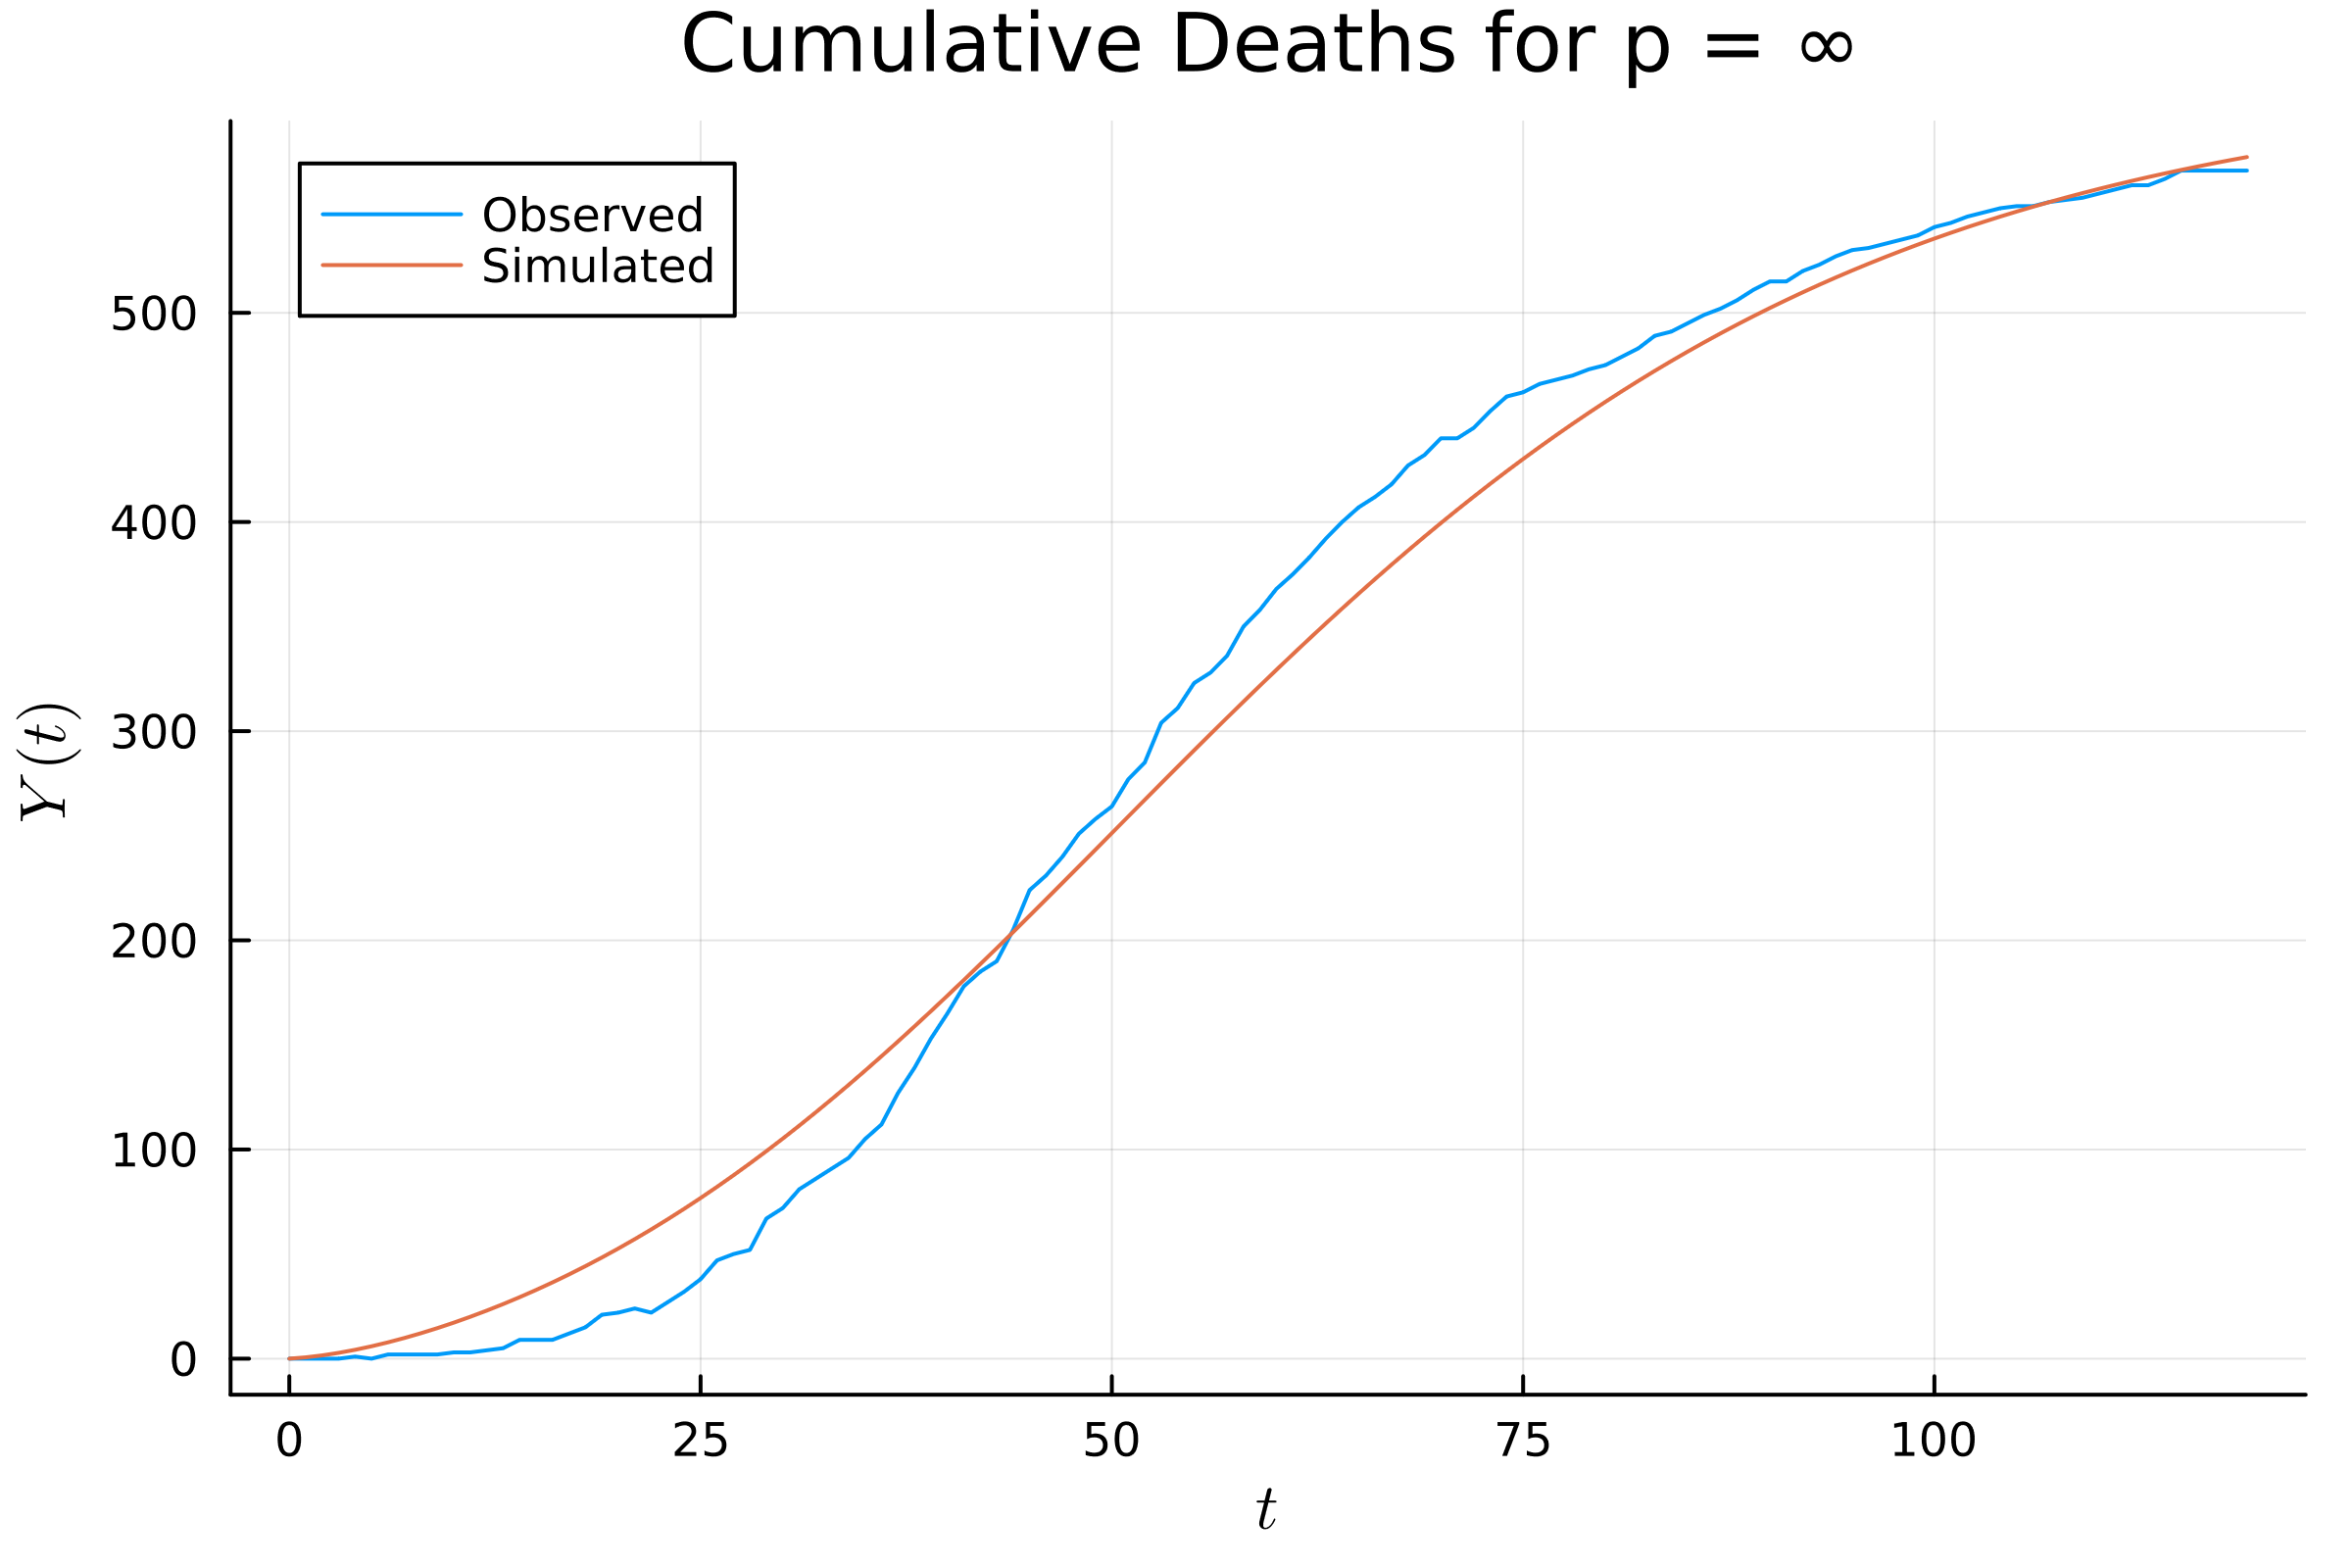 Cumulative Deaths for p = ∞
Observed
Simulated
500
400
300
200
100
0
Y(t)
0 25 50 75 100
t